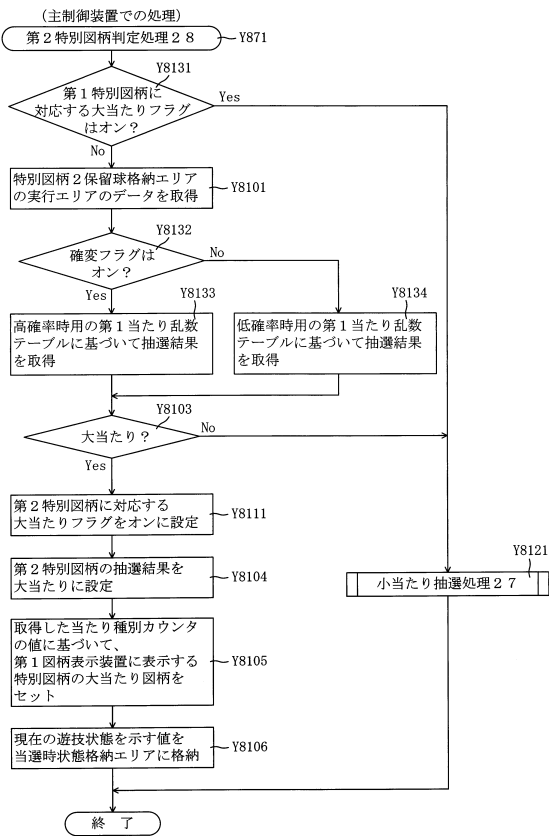 (主制御装置での処理)
第2特別図柄判定処理28
Y871
Y8131
第1特別図柄に
対応する大当たりフラグ
はオン?
Yes
No
特別図柄2保留球格納エリア
の実行エリアのデータを取得
Y8101
Y8132
確変フラグは
オン?
No
Yes
Y8133
Y8134
高確率時用の第1当たり乱数
テーブルに基づいて抽選結果
を取得
低確率時用の第1当たり乱数
テーブルに基づいて抽選結果
を取得
Y8103
大当たり?
No
Yes
第2特別図柄に対応する
大当たりフラグをオンに設定
Y8111
第2特別図柄の抽選結果を
大当たりに設定
Y8104
Y8121
小当たり抽選処理27
取得した当たり種別カウンタ
の値に基づいて、
第1図柄表示装置に表示する
特別図柄の大当たり図柄を
セット
Y8105
現在の遊技状態を示す値を
当選時状態格納エリアに格納
Y8106
終 了